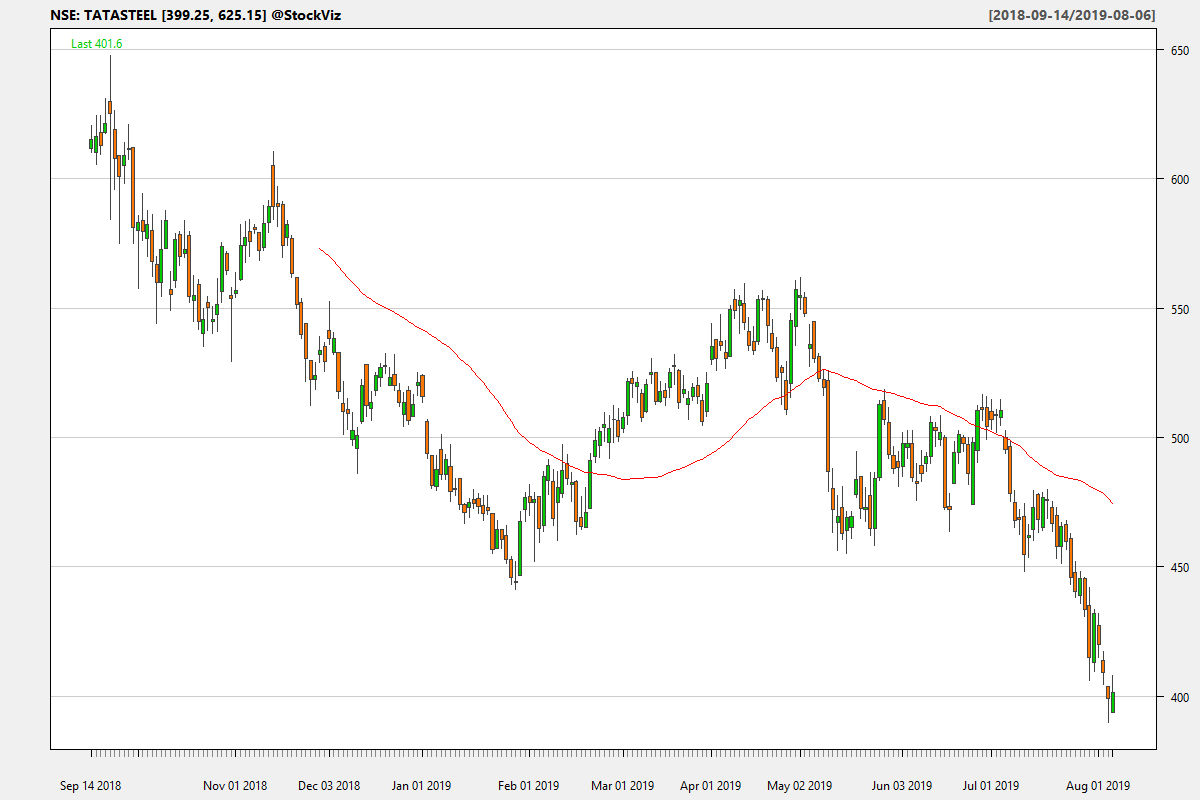 NSE: TATASTEEL [399.25, 625.15] @StockViz [2018-09-14/2019-08-06]
Last 401.6
650
600
550
500
450
400
Sep 14 2018 Nov 01 2018 Dec 03 2018 Jan 01 2019 Feb 01 2019 Mar 01 2019 Apr 01 2019 May 02 2019 Jun 03 2019 Jul 01 2019 Aug 01 2019